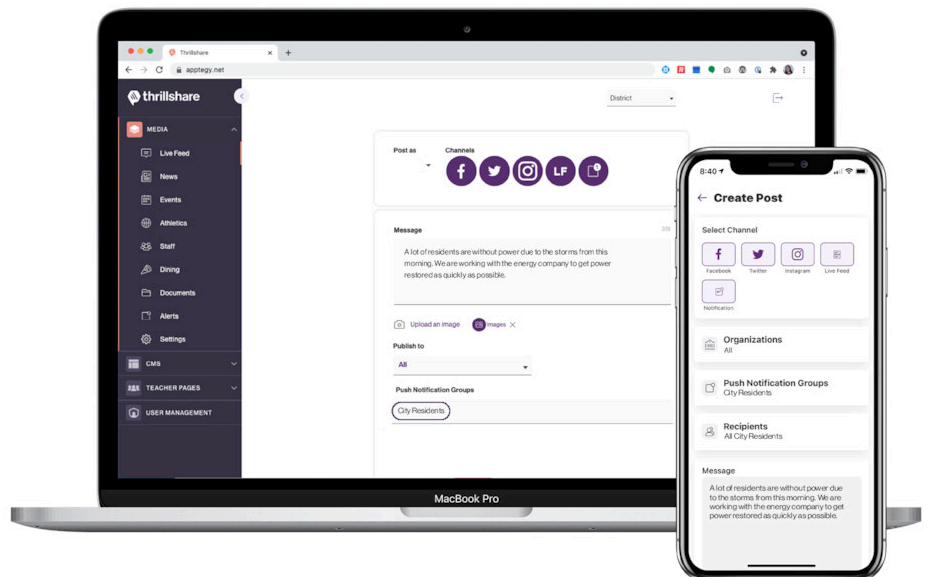 Thrillshare
apptegy.net
thrillshare
District
MEDIA
Live Feed
News
Events
Athletics
Staff
Dining
Documents
Alerts
Settings
CMS
TEACHER PAGES
USER MANAGEMENT
Post as
Channels
LF
Message
A lot of residents are without power due to the storms from this
morning. We are working with the energy company to get power
restored as quickly as possible.
Upload an image
Images
Publish to
All
Push Notification Groups
City Residents
MacBook Pro
8:40
Create Post
Select Channel
Facebook
Twitter
Instagram
Live Feed
Notification
Organizations
All
Push Notification Groups
City Residents
Recipients
All City Residents
Message
A lot of residents are without power due
to the storms from this morning. We are
working with the energy company to get
power restored as quickly as possible.